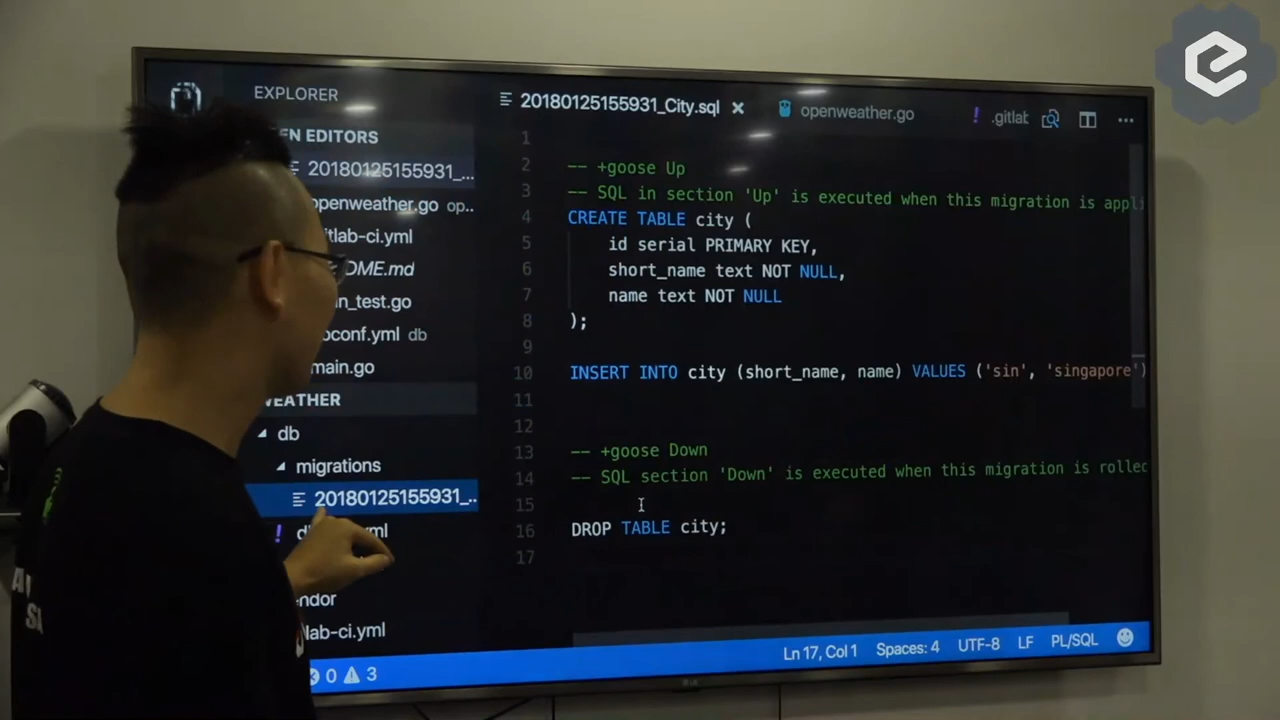 EXPLORER
EN EDITORS
20180125155931_...
openweather.go op..
itlab-ci.yml
DME.md
n_test.go
oconf.yml db
main.go
WEATHER
db
migrations
20180125155931_..
yml
endor
lab-ci.yml
0 3
20180125155931_City.sql
openweather.go
! .gitlab
1
2 -- +goose Up
3 -- SQL in section 'Up' is executed when this migration is appli
4 CREATE TABLE city (
5 id serial PRIMARY KEY,
6 short_name text NOT NULL,
7 name text NOT NULL
8 );
9
10 INSERT INTO city (short_name, name) VALUES ('sin', 'singapore')
11
12
13 -- +goose Down
14 -- SQL section 'Down' is executed when this migration is rolled
15
16 DROP TABLE city;
17
Ln 17, Col 1 Spaces: 4 UTF-8 LF PL/SQL